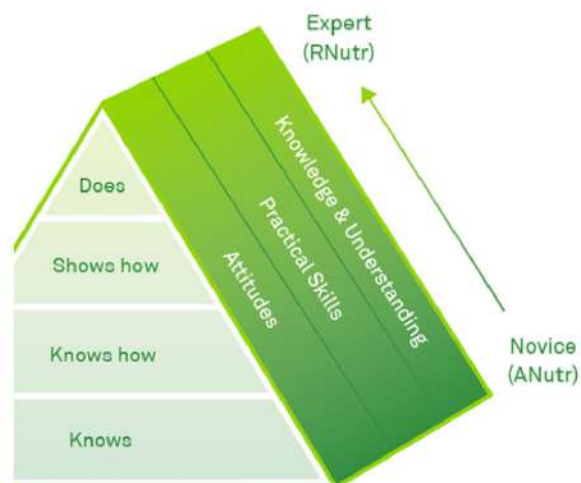 Expert
(RNutr)
Does
Shows how
Knows how
Knows
Attitudes
Practical Skills
Knowledge & Understanding
Novice
(ANutr)